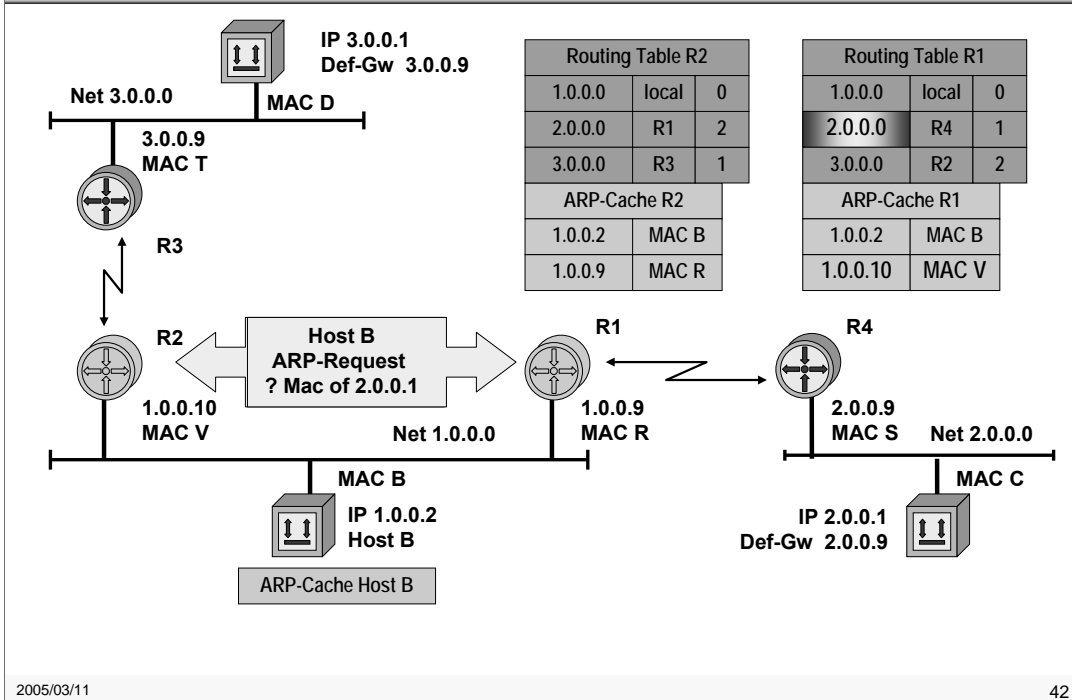 IP 3.0.0.1
Def-Gw 3.0.0.9
Net 3.0.0.0
MAC D
3.0.0.9
MAC T
R3
Routing Table R2
1.0.0.0 local 0
2.0.0.0 R1 2
3.0.0.0 R3 1
ARP-Cache R2
1.0.0.2 MAC B
1.0.0.9 MAC R
Routing Table R1
1.0.0.0 local 0
2.0.0.0 R4 1
3.0.0.0 R2 2
ARP-Cache R1
1.0.0.2 MAC B
1.0.0.10 MAC V
R2
Host B
ARP-Request
? Mac of 2.0.0.1
R1
R4
1.0.0.10
MAC V
Net 1.0.0.0
1.0.0.9
MAC R
2.0.0.9
MAC S
Net 2.0.0.0
MAC B
IP 1.0.0.2
Host B
ARP-Cache Host B
MAC C
IP 2.0.0.1
Def-Gw 2.0.0.9
2005/03/11
42